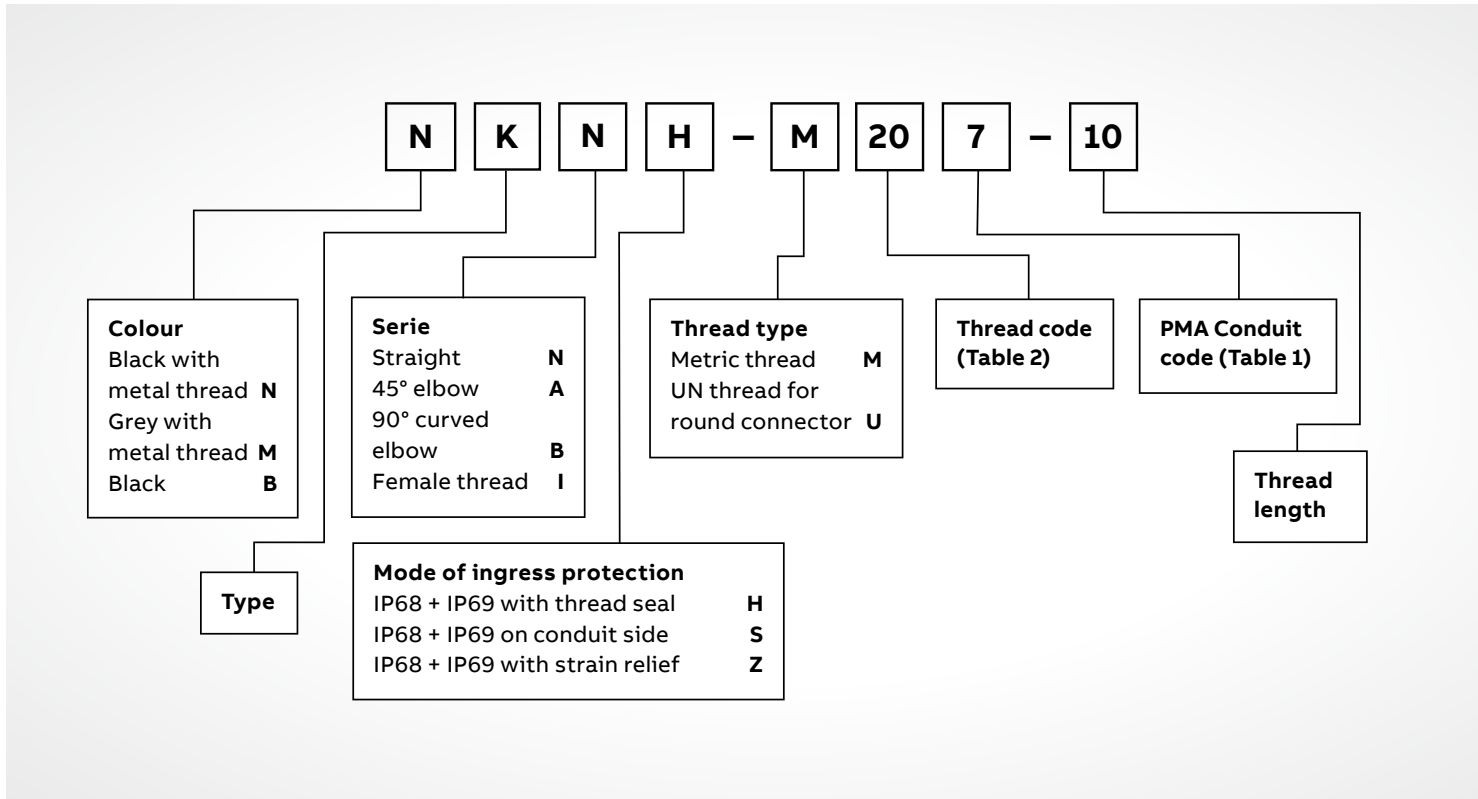 N K N H – M 20 7 – 10
Colour
Black with
metal thread N
Grey with
metal thread M
Black B
Serie
Straight N
45° elbow A
90° curved
elbow B
Female thread I
Thread type
Metric thread M
UN thread for
round connector U
Thread code
(Table 2)
PMA Conduit
code (Table 1)
Thread
length
Type
Mode of ingress protection
IP68 + IP69 with thread seal H
IP68 + IP69 on conduit side S
IP68 + IP69 with strain relief Z